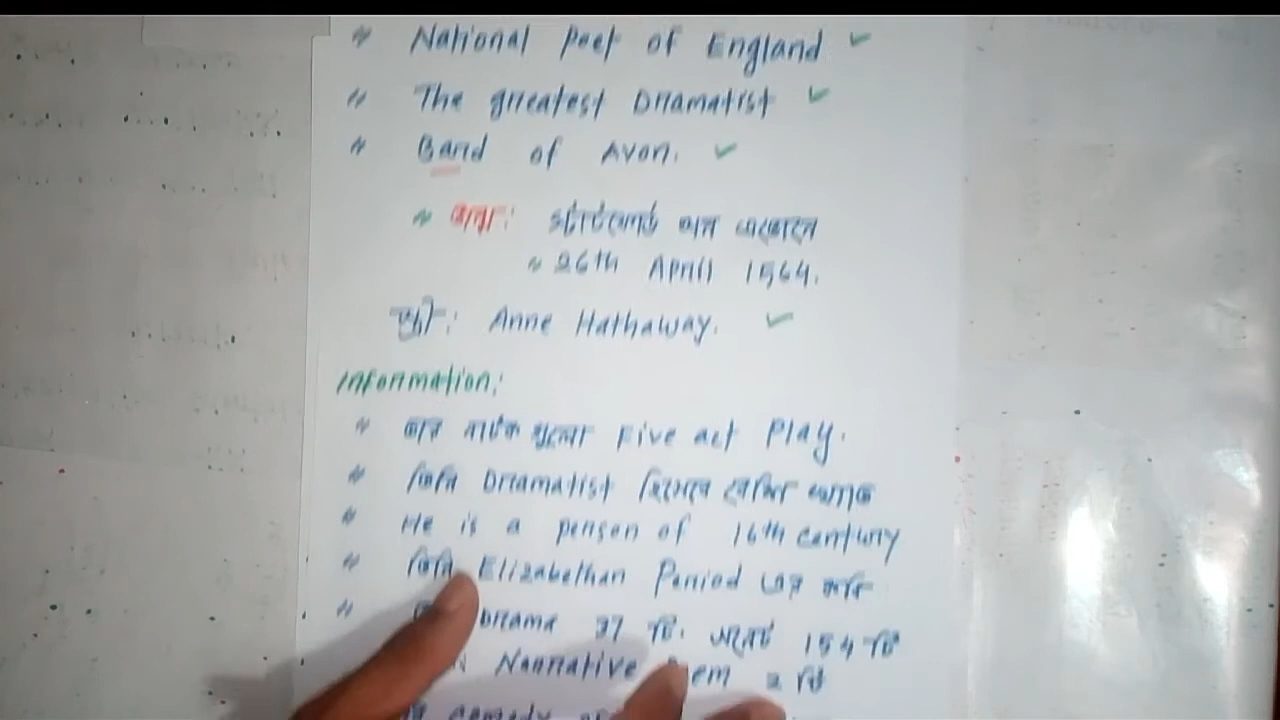 " National Poet of England ✓
" The greatest Dramatist ✓
" Bard of Avon. ✓
" জন্ম: স্ট্রাটফোর্ড অন এভোনে
" 26th April 1564.
স্ত্রী: Anne Hathaway. ✓
Information:
" তার নাটক গুলো Five act Play.
" তিনি Dramatist হিসেবে বেশি খ্যাত
" He is a person of 16th century
" তিনি Elizabethan Period এর কবি
" Drama 37 টি. সনেট 154 টি
Narrative 2 টি
comedy